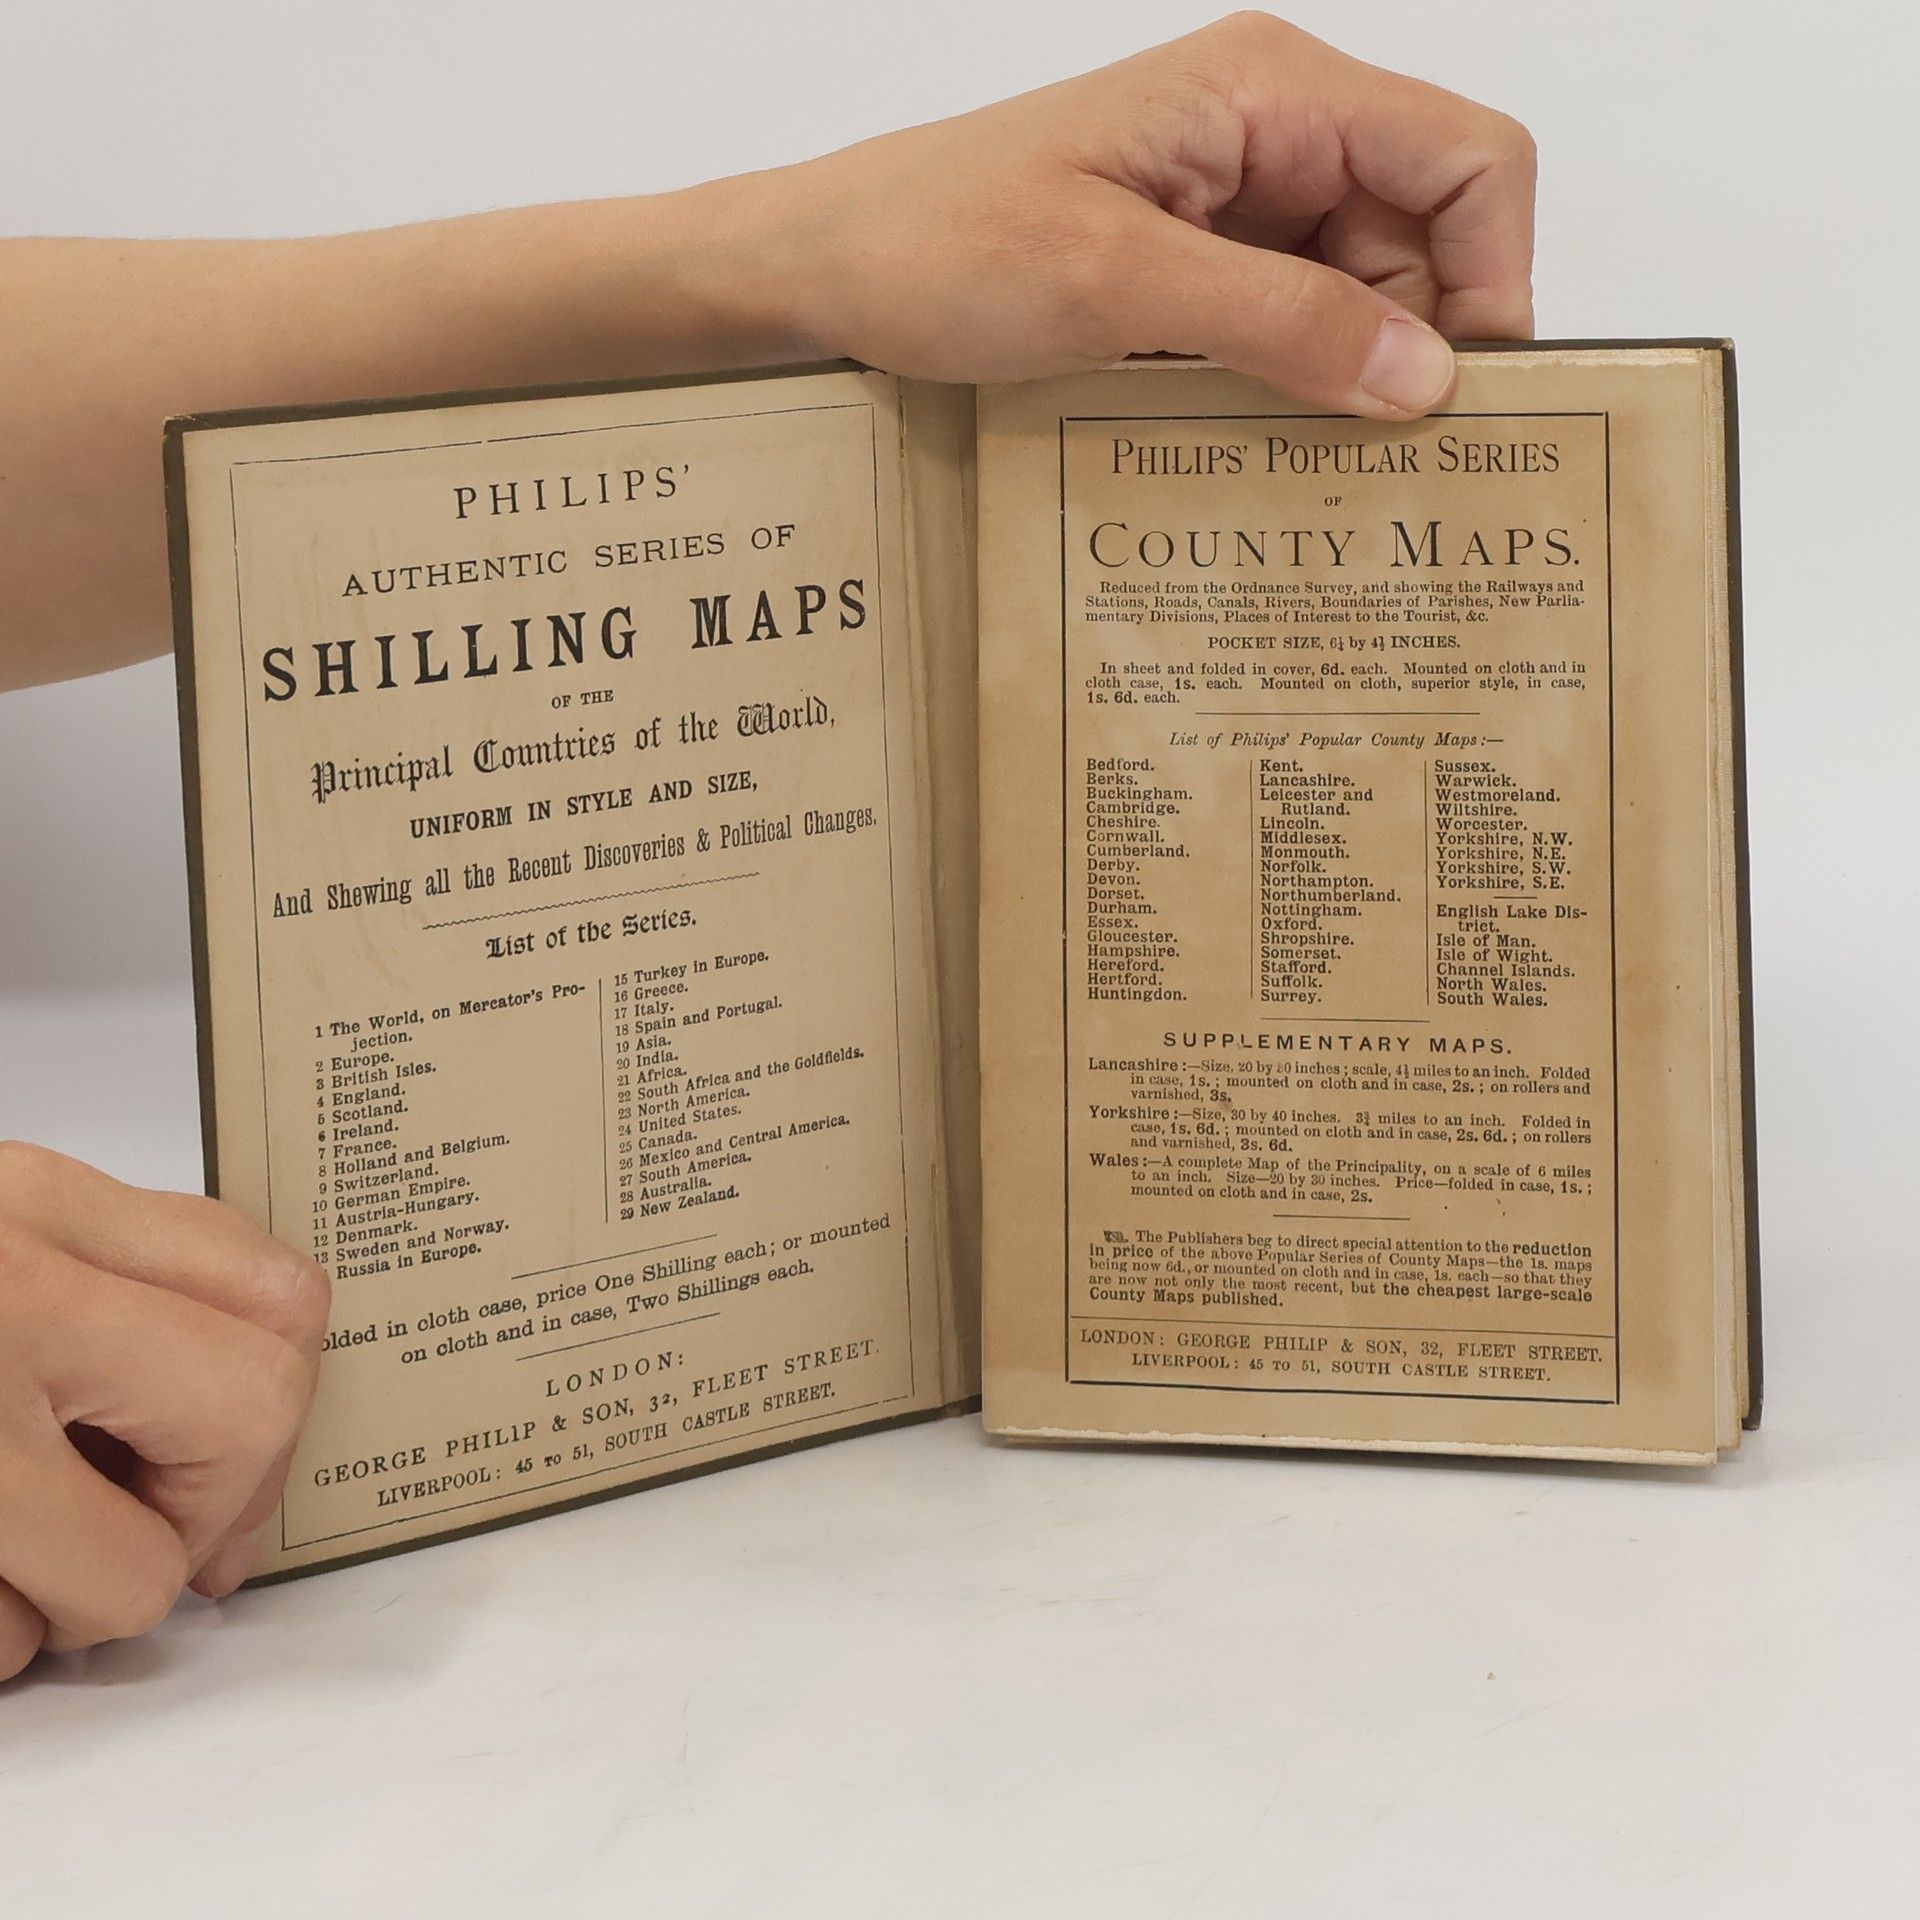 PHILIPS'
AUTHENTIC SERIES OF
SHILLING MAPS
OF THE
Principal Countries of the World,
UNIFORM IN STYLE AND SIZE,
And Shewing all the Recent Discoveries & Political Changes.
List of the Series.
1 The World, on Mercator's Pro-
jection.
2 Europe.
3 British Isles.
4 England.
5 Scotland.
6 Ireland.
7 France.
8 Holland and Belgium.
9 Switzerland.
10 German Empire.
11 Austria-Hungary.
12 Denmark.
13 Sweden and Norway.
Russia in Europe.
15 Turkey in Europe.
16 Greece.
17 Italy.
18 Spain and Portugal.
19 Asia.
20 India.
21 Africa.
22 South Africa and the Goldfields.
23 North America.
24 United States.
25 Canada.
26 Mexico and Central America.
27 South America.
28 Australia.
29 New Zealand.
olded in cloth case, price One Shilling each; or mounted
on cloth and in case, Two Shillings each.
LONDON:
GEORGE PHILIP & SON, 32, FLEET STREET.
LIVERPOOL: 45 TO 51, SOUTH CASTLE STREET.
PHILIPS' POPULAR SERIES
OF
COUNTY MAPS.
Reduced from the Ordnance Survey, and showing the Railways and
Stations, Roads, Canals, Rivers, Boundaries of Parishes, New Parlia-
mentary Divisions, Places of Interest to the Tourist, &c.
POCKET SIZE, by INCHES.
In sheet and folded in cover, 6d. each. Mounted on cloth and in
cloth case, 1s. each. Mounted on cloth, superior style, in case,
1s. 6d. each.
List of Philips' Popular County Maps:—
Bedford.
Berks.
Buckingham.
Cambridge.
Cheshire.
Cornwall.
Cumberland.
Derby.
Devon.
Dorset.
Durham.
Essex.
Gloucester.
Hampshire.
Hereford.
Hertford.
Huntingdon.
Kent.
Lancashire.
Leicester and
Rutland.
Lincoln.
Middlesex.
Monmouth.
Norfolk.
Northampton.
Northumberland.
Nottingham.
Oxford.
Shropshire.
Somerset.
Stafford.
Suffolk.
Surrey.
Sussex.
Warwick.
Westmoreland.
Wiltshire.
Worcester.
Yorkshire, N.W.
Yorkshire, N.E.
Yorkshire, S.W.
Yorkshire, S.E.
English Lake Dis-
trict.
Isle of Man.
Isle of Wight.
Channel Islands.
North Wales.
South Wales.
SUPPLEMENTARY MAPS.
Lancashire:—Size, 20 by inches; scale, miles to an inch. Folded
in case, 1s.; mounted on cloth and in case, 2s.; on rollers and
varnished, 3s.
Yorkshire:—Size, 30 by 40 inches. miles to an inch. Folded in
case, 1s. 6d.; mounted on cloth and in case, 2s. 6d.; on rollers
and varnished, 3s. 6d.
Wales:—A complete Map of the Principality, on a scale of 6 miles
to an inch. Size—20 by 30 inches. Price—folded in case, 1s.;
mounted on cloth and in case, 2s.
The Publishers beg to direct special attention to the reduction
in price of the above Popular Series of County Maps—the 1s. maps
being now 6d., or mounted on cloth and in case, 1s. each—so that they
are now not only the most recent, but the cheapest large-scale
County Maps published.
LONDON: GEORGE PHILIP & SON, 32, FLEET STREET.
LIVERPOOL: 45 TO 51, SOUTH CASTLE STREET.